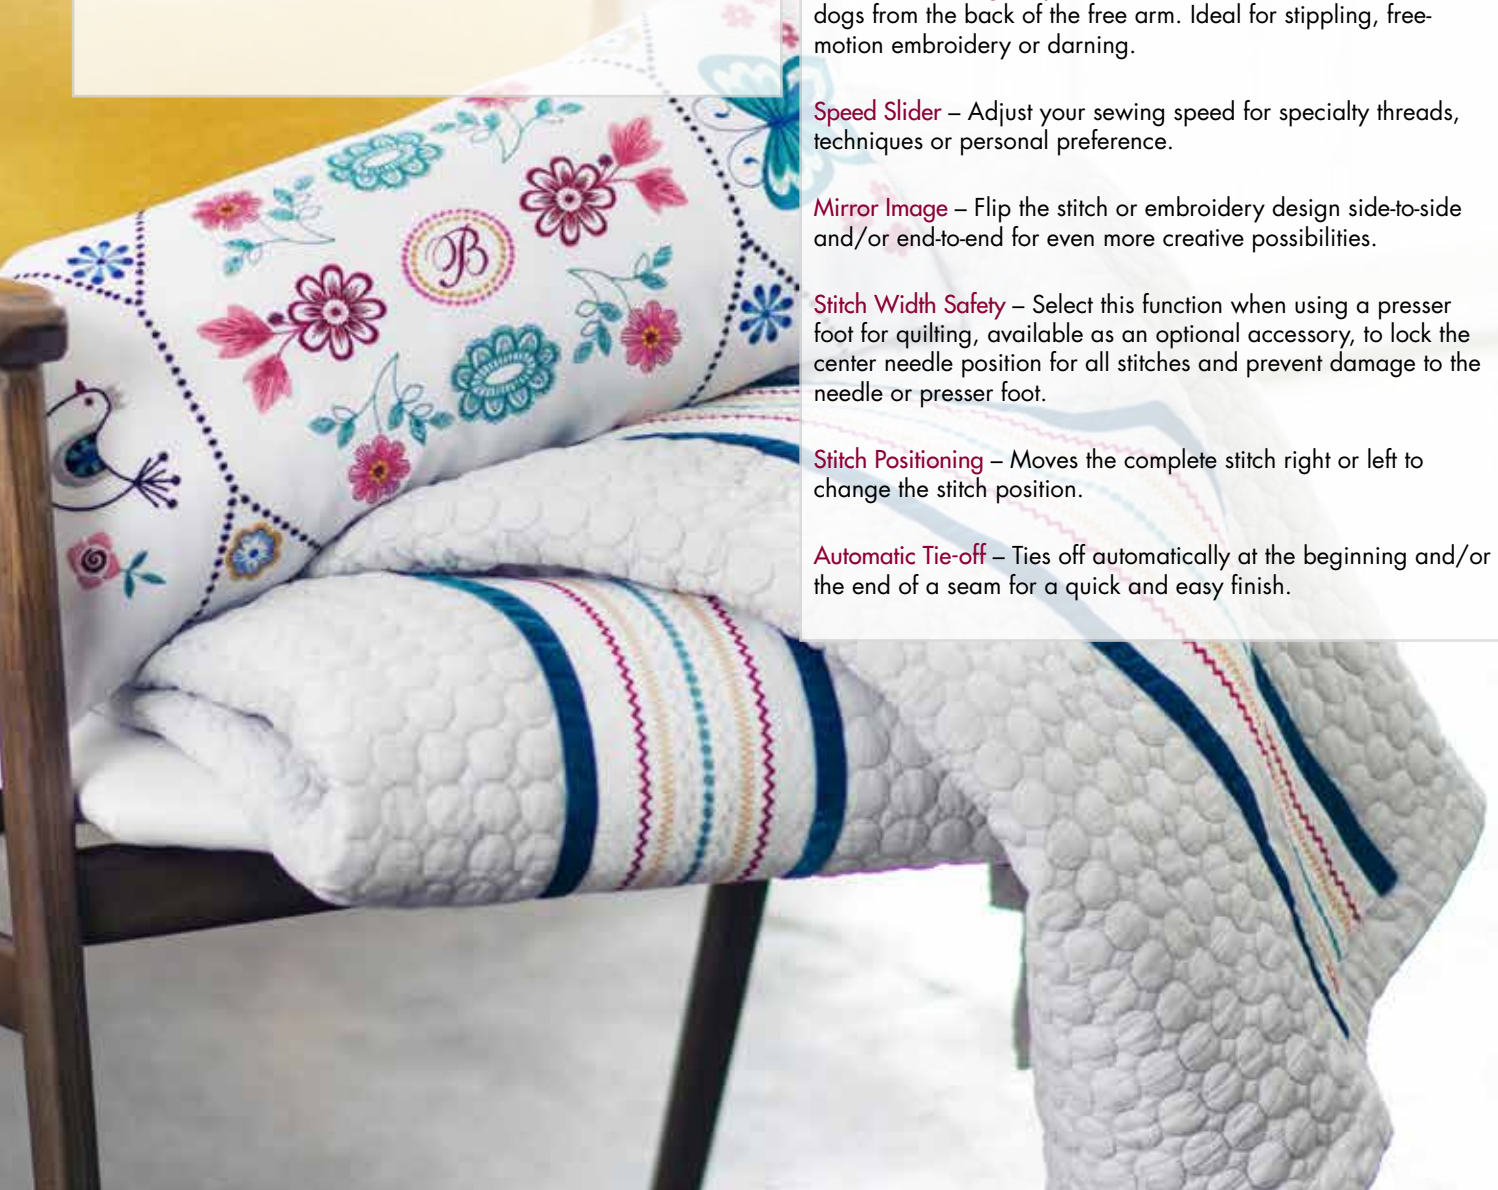 dogs from the back of the free arm. Ideal for stippling, free-
motion embroidery or darning.
Speed Slider – Adjust your sewing speed for specialty threads,
techniques or personal preference.
Mirror Image – Flip the stitch or embroidery design side-to-side
and/or end-to-end for even more creative possibilities.
Stitch Width Safety – Select this function when using a presser
foot for quilting, available as an optional accessory, to lock the
center needle position for all stitches and prevent damage to the
needle or presser foot.
Stitch Positioning – Moves the complete stitch right or left to
change the stitch position.
Automatic Tie-off – Ties off automatically at the beginning and/or
the end of a seam for a quick and easy finish.
B